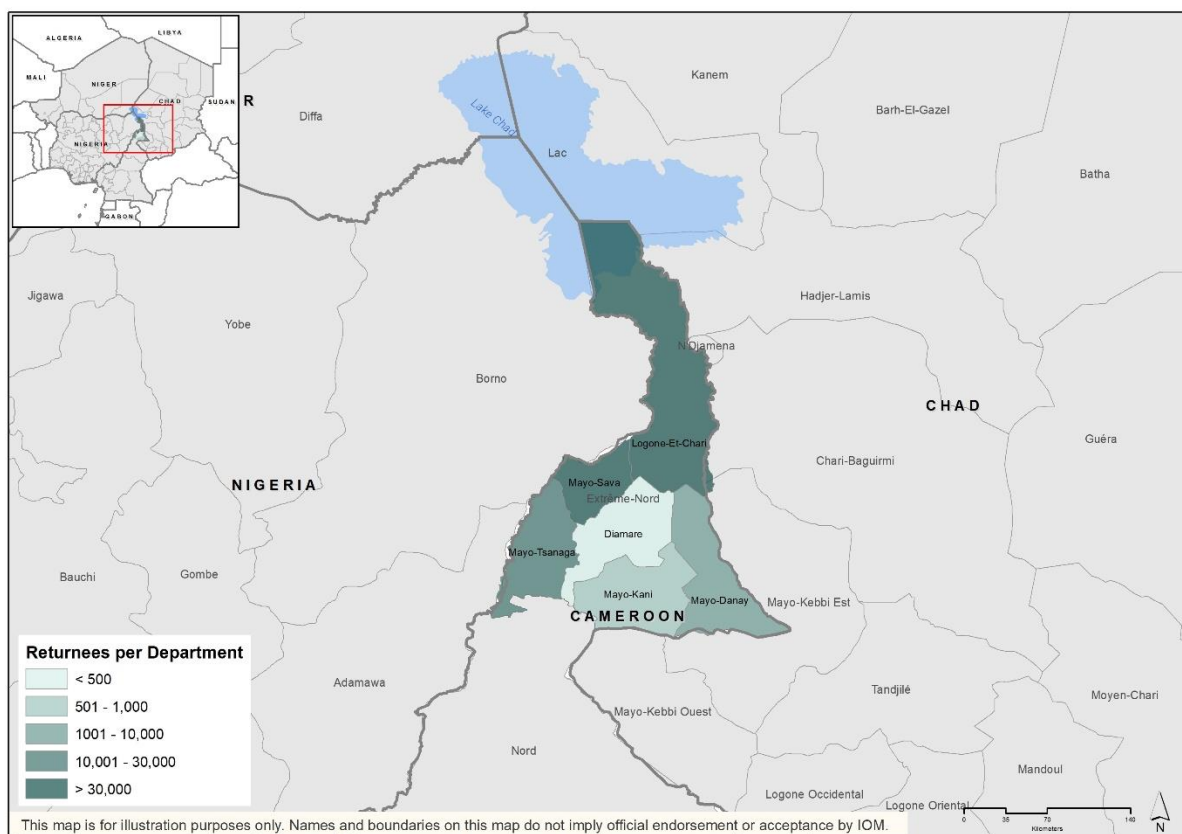 ALGERIA
LIBYA
MALI
NIGER
CHAD
SUDAN
NIGERIA
GABON
R
Diffa
Lake Chad
Lac
Kanem
Barh-El-Gazel
Batha
Jigawa
Yobe
Borno
Hadjer-Lamis
N'Djamena
CHAD
Guéra
Logone-Et-Chari
Chari-Baguirmi
NIGERIA
Mayo-Sava
Extrême-Nord
Diamare
Mayo-Tsanaga
Bauchi
Gombe
Mayo-Kani
Mayo-Danay
Mayo-Kebbi Est
CAMEROON
Returnees per Department
< 500
501 - 1,000
1001 - 10,000
10,001 - 30,000
> 30,000
Adamawa
Tandjilé
Moyen-Chari
Mayo-Kebbi Ouest
Nord
Mandoul
Logone Occidental
Logone Oriental
0 35 70 140
Kilometers
N
This map is for illustration purposes only. Names and boundaries on this map do not imply official endorsement or acceptance by IOM.